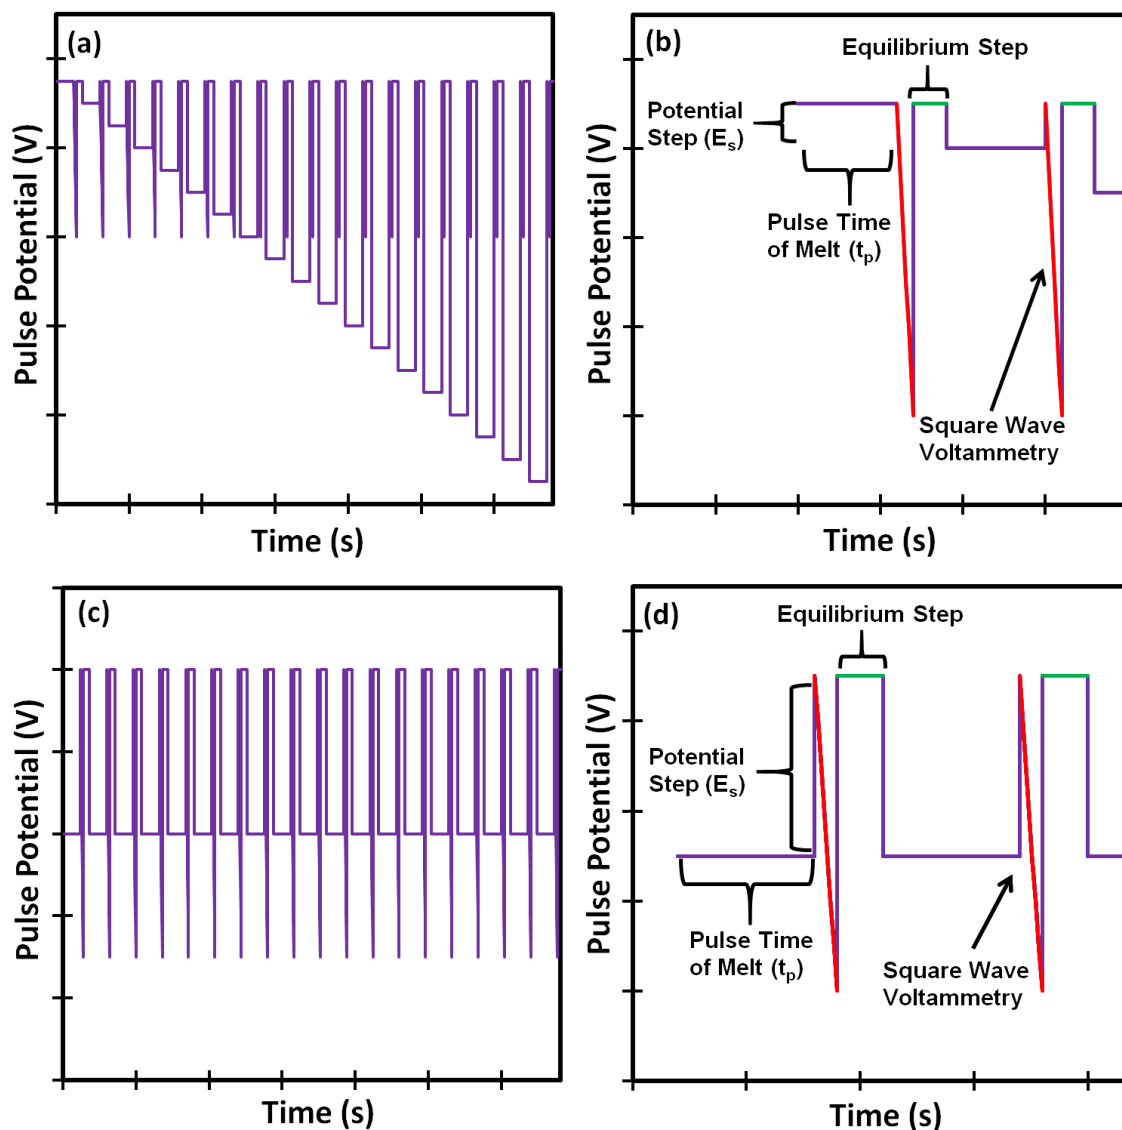 (a)
Pulse Potential (V)
Time (s)
(b)
Equilibrium Step
Potential
Step (Es)
Pulse Time
of Melt (tp)
Square Wave
Voltammetry
Pulse Potential (V)
Time (s)
(c)
Pulse Potential (V)
Time (s)
(d)
Equilibrium Step
Potential
Step (Es)
Pulse Time
of Melt (tp)
Square Wave
Voltammetry
Pulse Potential (V)
Time (s)